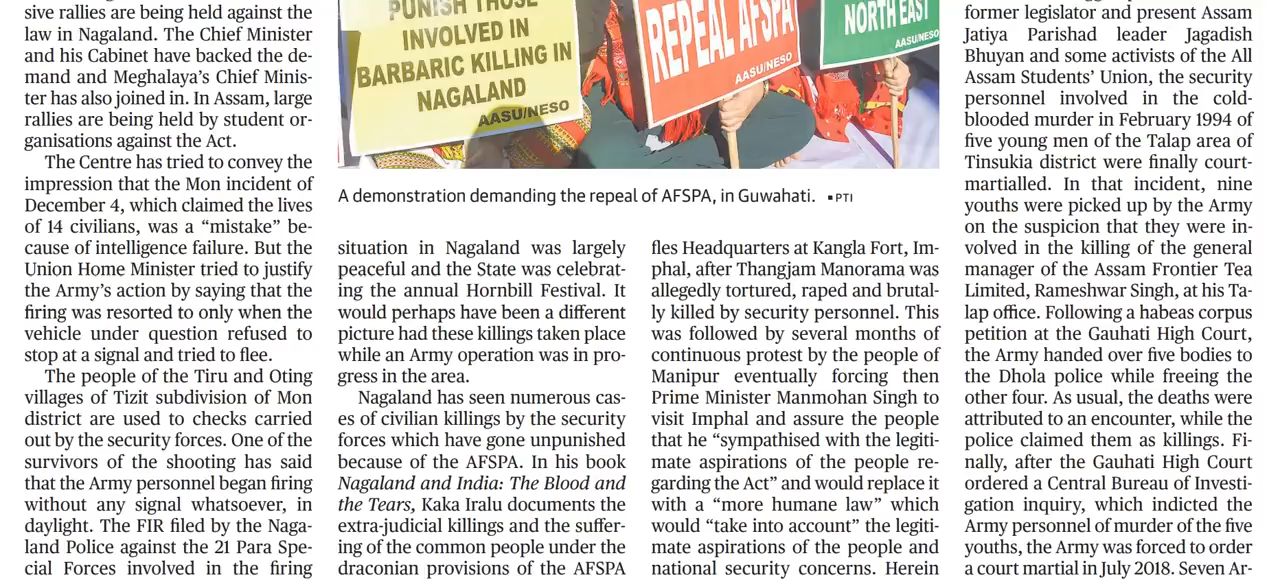 sive rallies are being held against the
law in Nagaland. The Chief Minister
and his Cabinet have backed the de-
mand and Meghalaya's Chief Minis-
ter has also joined in. In Assam, large
rallies are being held by student or-
ganisations against the Act.
The Centre has tried to convey the
impression that the Mon incident of
December 4, which claimed the lives
of 14 civilians, was a “mistake” be-
cause of intelligence failure. But the
Union Home Minister tried to justify
the Army's action by saying that the
firing was resorted to only when the
vehicle under question refused to
stop at a signal and tried to flee.
The people of the Tiru and Oting
villages of Tizit subdivision of Mon
district are used to checks carried
out by the security forces. One of the
survivors of the shooting has said
that the Army personnel began firing
without any signal whatsoever, in
daylight. The FIR filed by the Naga-
land Police against the 21 Para Spe-
cial Forces involved in the firing
PUNISH THOSE
INVOLVED IN
BARBARIC KILLING IN
NAGALAND
AASU/NESO
REPEAL AFSPA
AASU/NESO
NORTH EAST
AASU/NESO
A demonstration demanding the repeal of AFSPA, in Guwahati. ▪PTI
situation in Nagaland was largely
peaceful and the State was celebrat-
ing the annual Hornbill Festival. It
would perhaps have been a different
picture had these killings taken place
while an Army operation was in pro-
gress in the area.
Nagaland has seen numerous cas-
es of civilian killings by the security
forces which have gone unpunished
because of the AFSPA. In his book
Nagaland and India: The Blood and
the Tears, Kaka Iralu documents the
extra-judicial killings and the suffer-
ing of the common people under the
draconian provisions of the AFSPA
fles Headquarters at Kangla Fort, Im-
phal, after Thangjam Manorama was
allegedly tortured, raped and brutal-
ly killed by security personnel. This
was followed by several months of
continuous protest by the people of
Manipur eventually forcing then
Prime Minister Manmohan Singh to
visit Imphal and assure the people
that he “sympathised with the legiti-
mate aspirations of the people re-
garding the Act” and would replace it
with a “more humane law” which
would “take into account” the legiti-
mate aspirations of the people and
national security concerns. Herein
former legislator and present Assam
Jatiya Parishad leader Jagadish
Bhuyan and some activists of the All
Assam Students' Union, the security
personnel involved in the cold-
blooded murder in February 1994 of
five young men of the Talap area of
Tinsukia district were finally court-
martialled. In that incident, nine
youths were picked up by the Army
on the suspicion that they were in-
volved in the killing of the general
manager of the Assam Frontier Tea
Limited, Rameshwar Singh, at his Ta-
lap office. Following a habeas corpus
petition at the Gauhati High Court,
the Army handed over five bodies to
the Dhola police while freeing the
other four. As usual, the deaths were
attributed to an encounter, while the
police claimed them as killings. Fi-
nally, after the Gauhati High Court
ordered a Central Bureau of Investi-
gation inquiry, which indicted the
Army personnel of murder of the five
youths, the Army was forced to order
a court martial in July 2018. Seven Ar-